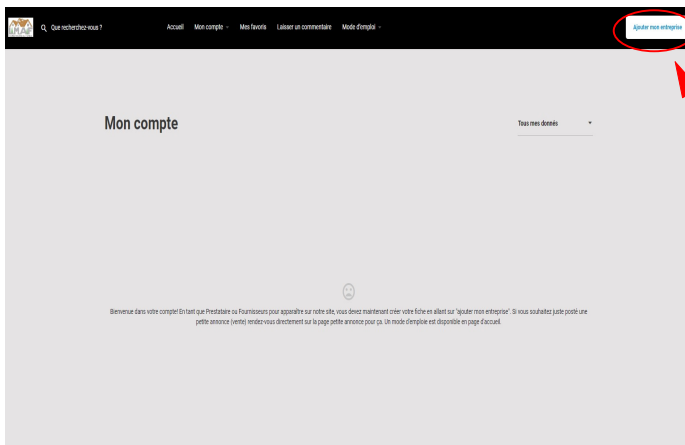 Que recherchez-vous ?
Accueil
Mon compte
Mes favoris
Laisser un commentaire
Mode d'emploi
Ajouter mon entreprise
Mon compte
Tous mes donnés
Bienvenue dans votre compte! En tant que Prestataire ou Fournisseurs pour apparaître sur notre site, vous devez maintenant créer votre fiche en allant sur "ajouter mon entreprise". Si vous souhaitez juste posté une
petite annonce (vente) rendez-vous directement sur la page petite annonce pour ça. Un mode d'emploie est disponible en page d'accueil.